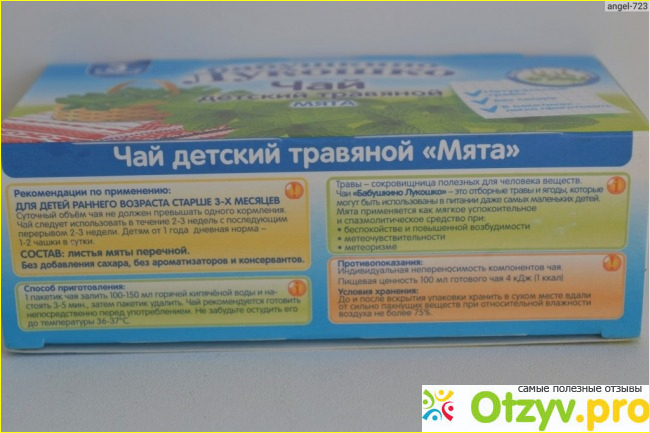 angel-723
3
Бабушкино
Лукошко
Чай
детский травяной
МЯТА
Чай детский травяной «Мята»
Рекомендации по применению:
ДЛЯ ДЕТЕЙ РАННЕГО ВОЗРАСТА СТАРШЕ 3-Х МЕСЯЦЕВ
Суточный объём чая не должен превышать одного кормления.
Чай следует использовать в течение 2-3 недель с последующим
перерывом 2-3 недели. Детям от 1 года дневная норма –
1-2 чашки в сутки.
СОСТАВ: листья мяты перечной.
Без добавления сахара, без ароматизаторов и консервантов.
Способ приготовления:
1 пакетик чая залить 100-150 мл горячей кипячёной воды и на-
стоять 3-5 мин., затем пакетик удалить. Чай рекомендуется готовить
непосредственно перед употреблением. Не забудьте остудить его
до температуры 36-37°С.
Травы – сокровищница полезных для человека веществ.
Чаи «Бабушкино Лукошко» – это отборные травы и ягоды, которые
могут быть использованы в питании даже самых маленьких детей.
Мята применяется как мягкое успокоительное
и спазмолитическое средство при:
• беспокойстве и повышенной возбудимости
• метеочувствительности
• метеоризме
Противопоказания:
Индивидуальная непереносимость компонентов чая.
Пищевая ценность 100 мл готового чая 4 кДж (1 ккал)
Условия хранения:
До и после вскрытия упаковки хранить в сухом месте вдали
от сильно пахнущих веществ при относительной влажности
воздуха не более 75%.
самые полезные отзывы
Otzyv.pro